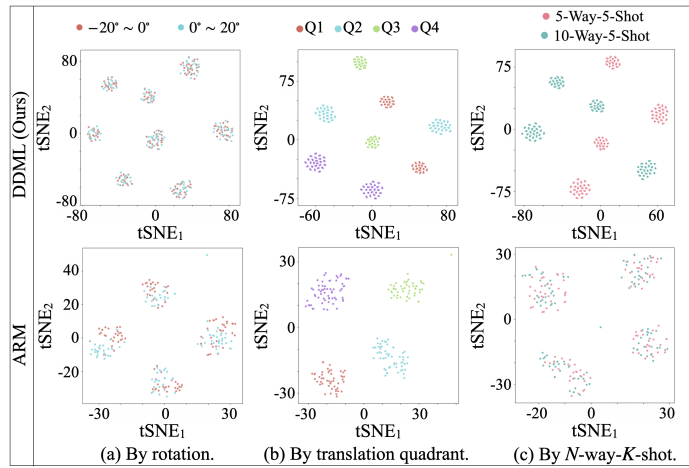 −20° ~ 0° 0° ~ 20° Q1 Q2 Q3 Q4 5-Way-5-Shot
10-Way-5-Shot
DDML (Ours)
tSNE₂
80
0
-80
-80 0 80
tSNE₁
tSNE₂
75
0
-75
-60 0 80
tSNE₁
tSNE₂
75
0
-75
-80 0 60
tSNE₁
ARM
tSNE₂
40
20
0
-20
-30 0 30
tSNE₁
tSNE₂
30
0
-30
-30 0 40
tSNE₁
tSNE₂
30
0
-30
-20 0 20
tSNE₁
(a) By rotation. (b) By translation quadrant. (c) By N-way-K-shot.